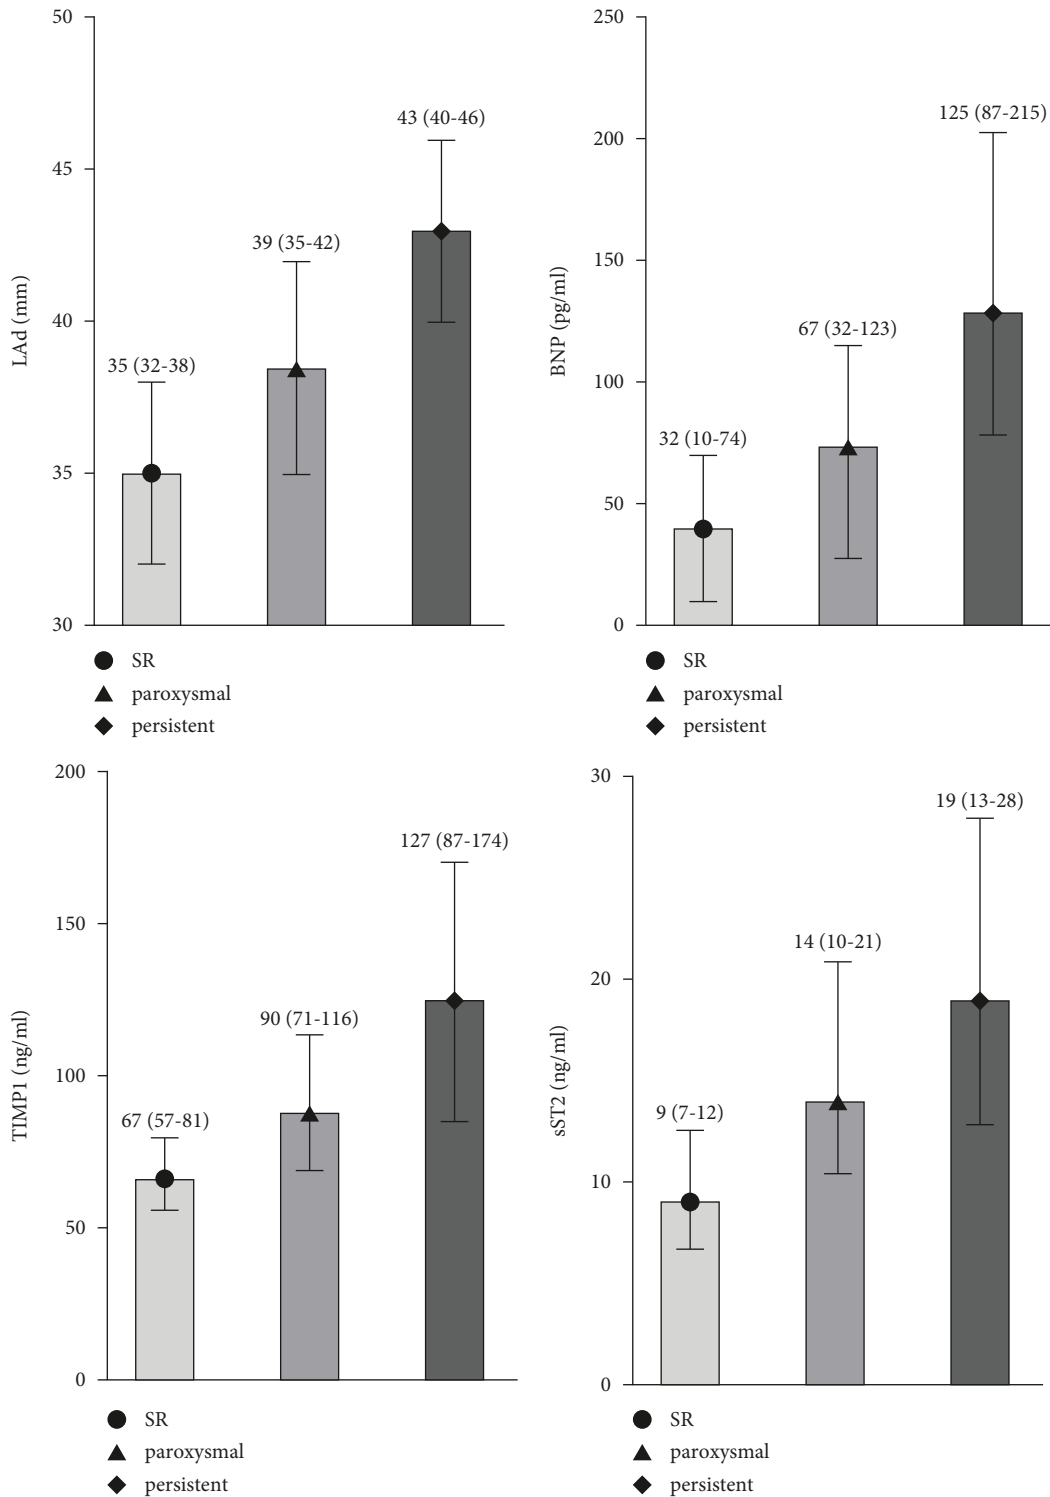 50
45
40
35
30
LAd (mm)
35 (32-38)
39 (35-42)
43 (40-46)
SR
paroxysmal
persistent
250
200
150
100
50
0
BNP (pg/ml)
32 (10-74)
67 (32-123)
125 (87-215)
SR
paroxysmal
persistent
200
150
100
50
0
TIMP1 (ng/ml)
67 (57-81)
90 (71-116)
127 (87-174)
SR
paroxysmal
persistent
30
20
10
0
sST2 (ng/ml)
9 (7-12)
14 (10-21)
19 (13-28)
SR
paroxysmal
persistent